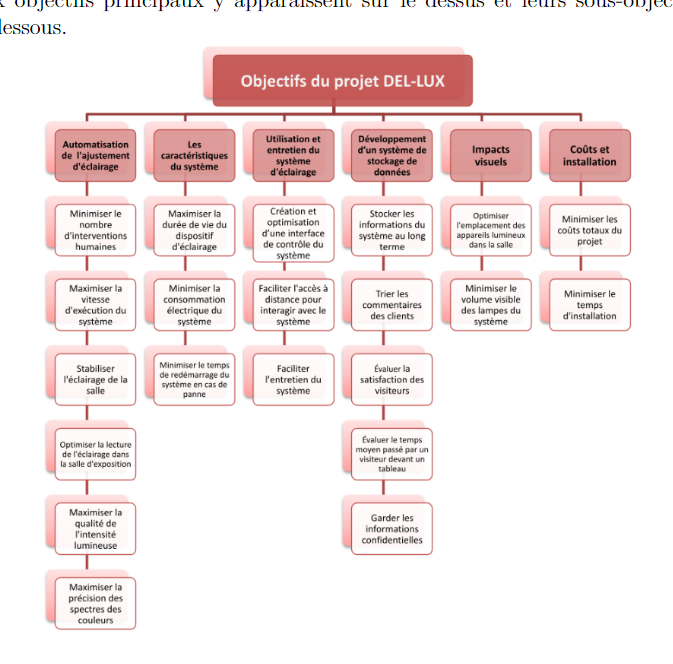 x objectifs principaux y apparaissent sur le dessus et leurs sous-objec
dessous.
Objectifs du projet DEL-LUX
Automatisation
de l'ajustement
d'éclairage
Minimiser le
nombre
d'interventions
humaines
Maximiser la
vitesse
d'exécution du
système
Stabiliser
l'éclairage de la
salle
Optimiser la lecture
de l'éclairage dans
la salle d'exposition
Maximiser la
qualité de
l'intensité
lumineuse
Maximiser la
précision des
spectres des
couleurs
Les
caractéristiques
du système
Maximiser la
durée de vie du
dispositif
d'éclairage
Minimiser la
consommation
électrique du
système
Minimiser le temps
de redémarrage du
système en cas de
panne
Utilisation et
entretien du
système
d'éclairage
Création et
optimisation
d'une interface
de contrôle du
système
Faciliter l'accès à
distance pour
interagir avec le
système
Faciliter
l'entretien du
système
Développement
d'un système de
stockage de
données
Stocker les
informations du
système au long
terme
Trier les
commentaires
des clients
Évaluer la
satisfaction des
visiteurs
Évaluer le temps
moyen passé par un
visiteur devant un
tableau
Garder les
informations
confidentielles
Impacts
visuels
Optimiser
l'emplacement des
appareils lumineux
dans la salle
Minimiser le
volume visible
des lampes du
système
Coûts et
installation
Minimiser les
coûts totaux du
projet
Minimiser le
temps
d'installation